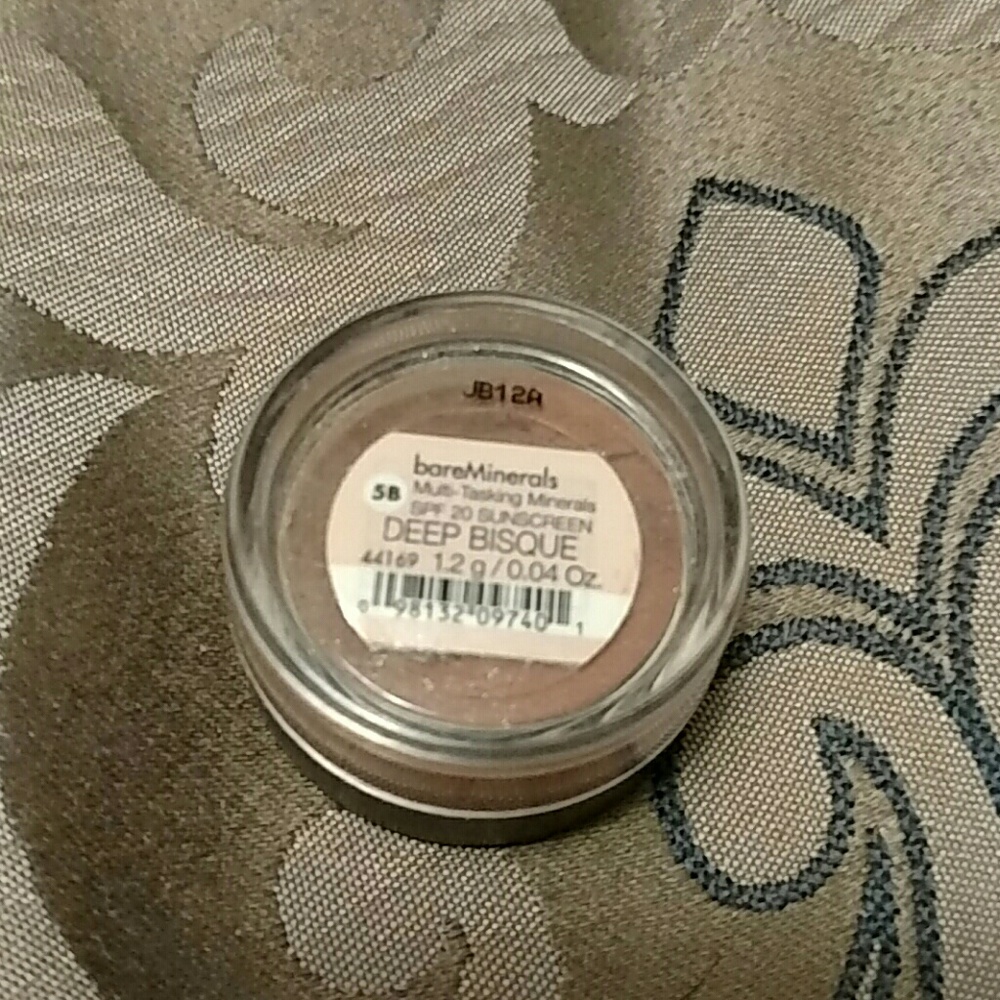 JB12A
bareMinerals
5B Multi-Tasking Minerals
SPF 20 SUNSCREEN
DEEP BISQUE
44169 1.2 g / 0.04 Oz.
0 98132 09740 1